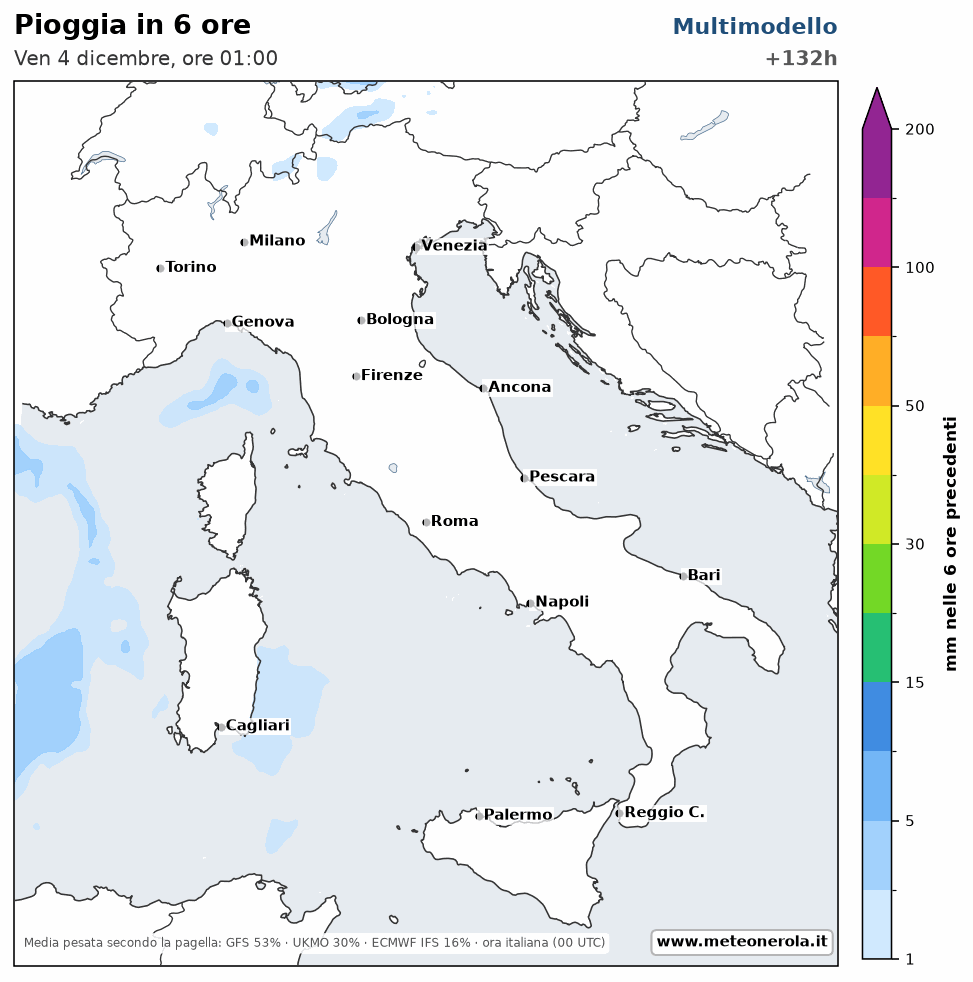 Pioggia in 6 ore
Multimodello
Ven 4 dicembre, ore 01:00
+132h
Milano
Venezia
Torino
Genova
Bologna
Firenze
Ancona
Pescara
Roma
Bari
Napoli
Cagliari
Palermo
Reggio C.
Media pesata secondo la pagella: GFS 53% · UKMO 30% · ECMWF IFS 16% · ora italiana (00 UTC)
www.meteonerola.it
200
100
50
30
15
5
1
mm nelle 6 ore precedenti